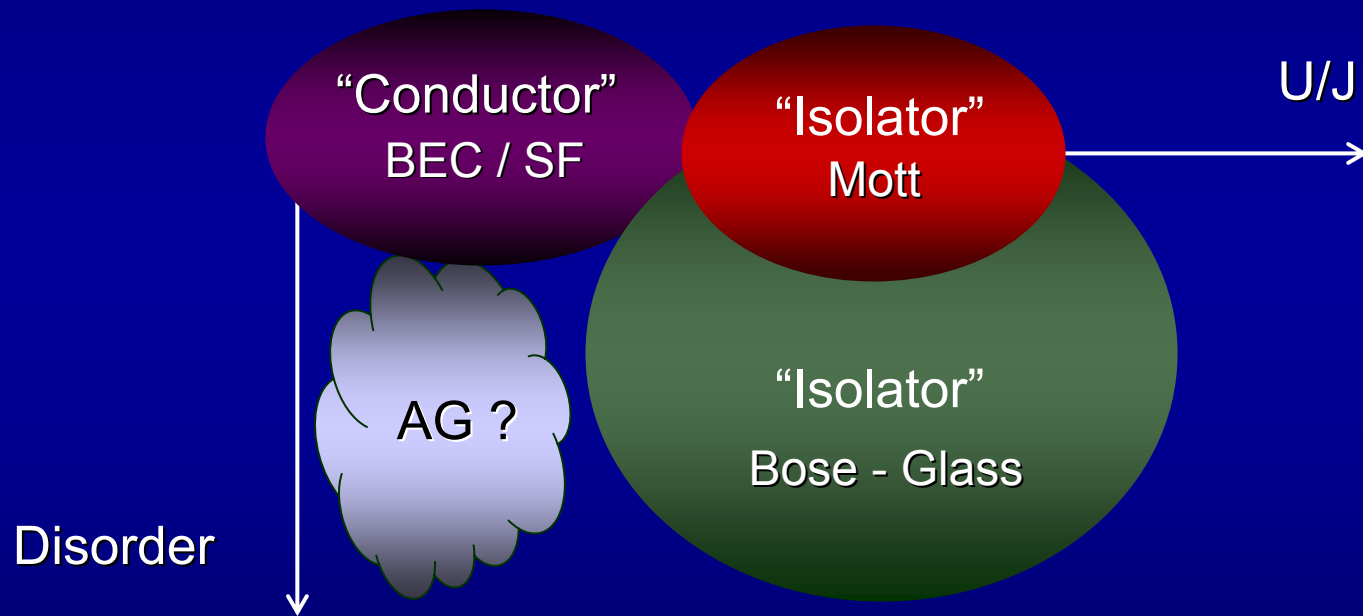 “Conductor”
BEC / SF
“Isolator”
Mott
U/J
AG ?
“Isolator”
Bose - Glass
Disorder